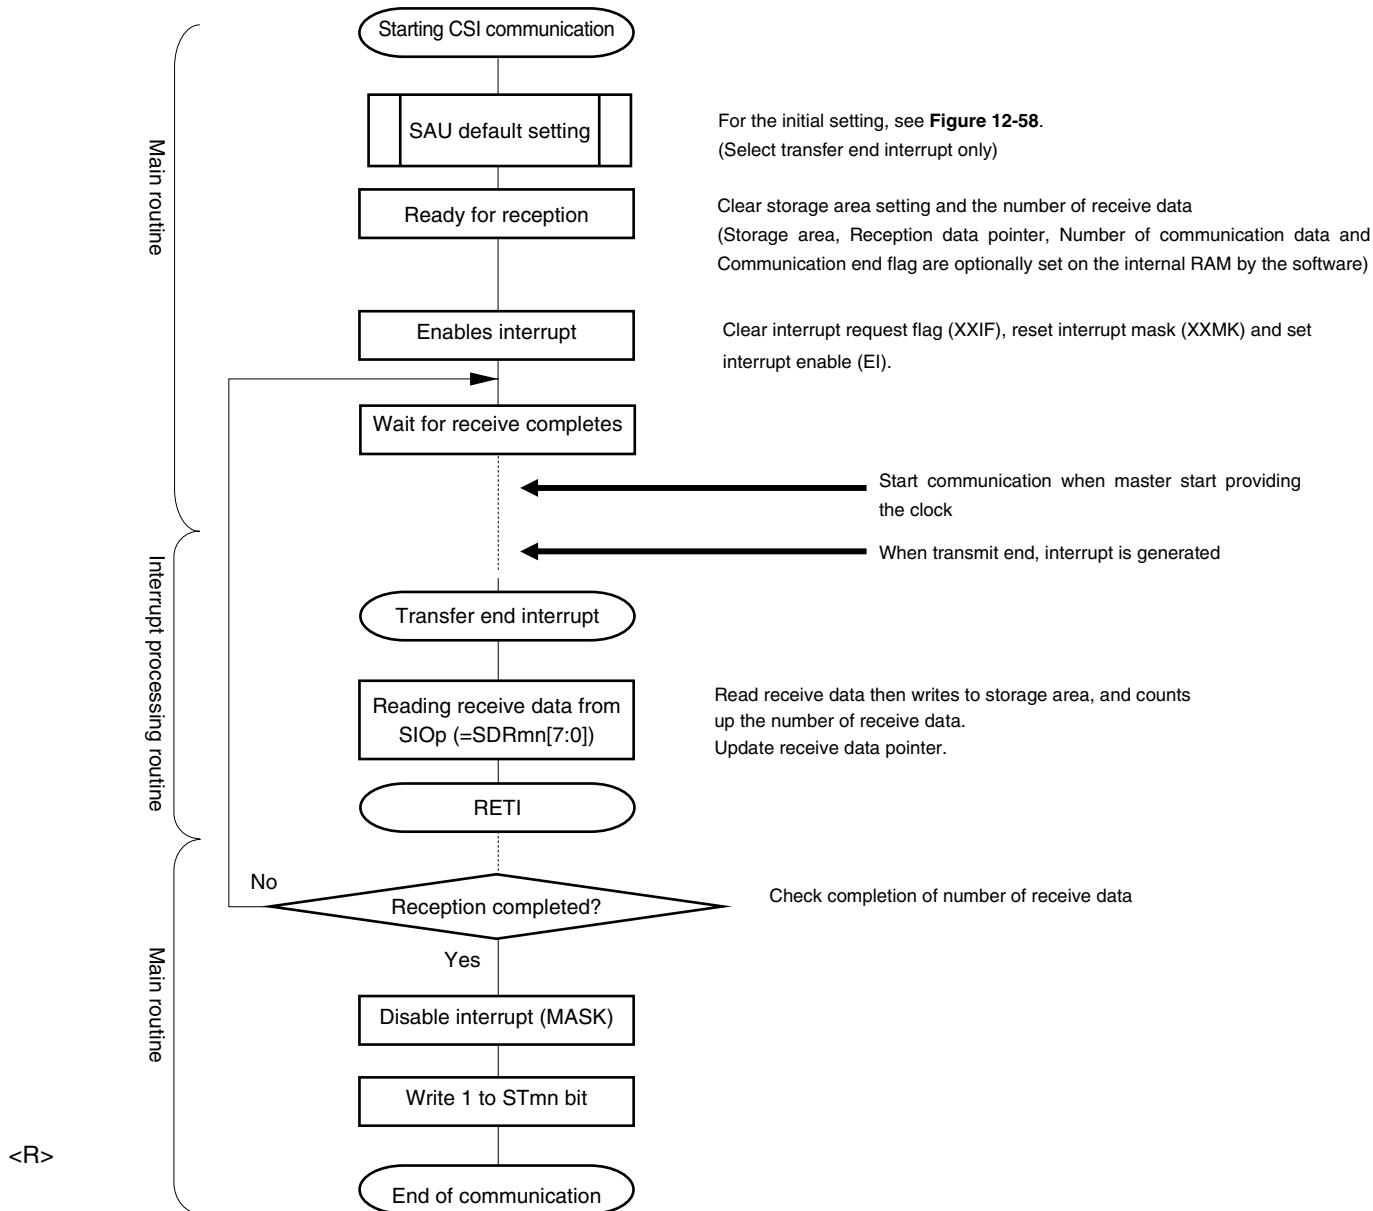 Starting CSI communication
SAU default setting
For the initial setting, see Figure 12-58.
(Select transfer end interrupt only)
Main routine
Ready for reception
Clear storage area setting and the number of receive data
(Storage area, Reception data pointer, Number of communication data and
Communication end flag are optionally set on the internal RAM by the software)
Enables interrupt
Clear interrupt request flag (XXIF), reset interrupt mask (XXMK) and set
interrupt enable (EI).
Wait for receive completes
Start communication when master start providing
the clock
When transmit end, interrupt is generated
Interrupt processing routine
Transfer end interrupt
Reading receive data from
SIOp (=SDRmn[7:0])
Read receive data then writes to storage area, and counts
up the number of receive data.
Update receive data pointer.
RETI
No
Reception completed?
Check completion of number of receive data
Yes
Main routine
Disable interrupt (MASK)
Write 1 to STmn bit
<R>
End of communication